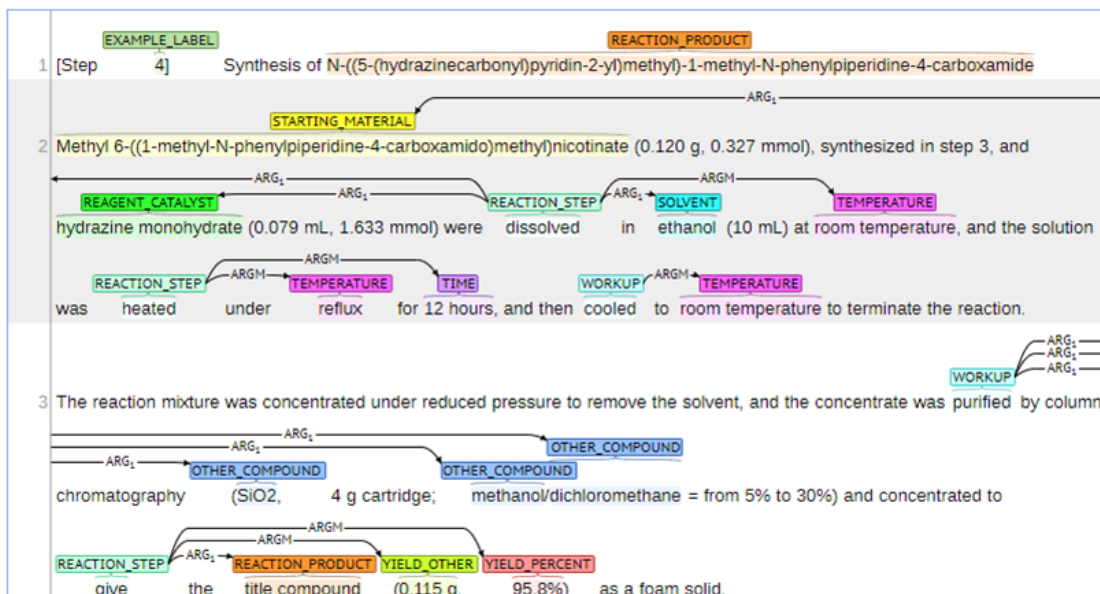 EXAMPLE_LABEL REACTION_PRODUCT
1 [Step 4] Synthesis of N-((5-(hydrazinecarbonyl)pyridin-2-yl)methyl)-1-methyl-N-phenylpiperidine-4-carboxamide
ARG1
STARTING_MATERIAL
2 Methyl 6-((1-methyl-N-phenylpiperidine-4-carboxamido)methyl)nicotinate (0.120 g, 0.327 mmol), synthesized in step 3, and
ARG1 ARGM
ARG1 ARG1
REAGENT_CATALYST REACTION_STEP SOLVENT TEMPERATURE
hydrazine monohydrate (0.079 mL, 1.633 mmol) were dissolved in ethanol (10 mL) at room temperature, and the solution
ARGM
ARGM ARGM
REACTION_STEP TEMPERATURE TIME WORKUP TEMPERATURE
was heated under reflux for 12 hours, and then cooled to room temperature to terminate the reaction.
ARG1
ARG1
ARG1
WORKUP
3 The reaction mixture was concentrated under reduced pressure to remove the solvent, and the concentrate was purified by column
ARG1
ARG1 OTHER_COMPOUND
ARG1
OTHER_COMPOUND OTHER_COMPOUND
chromatography (SiO2, 4 g cartridge; methanol/dichloromethane = from 5% to 30%) and concentrated to
ARGM
ARGM
ARG1
REACTION_STEP REACTION_PRODUCT YIELD_OTHER YIELD_PERCENT
give the title compound (0.115 g, 95.8%) as a foam solid.